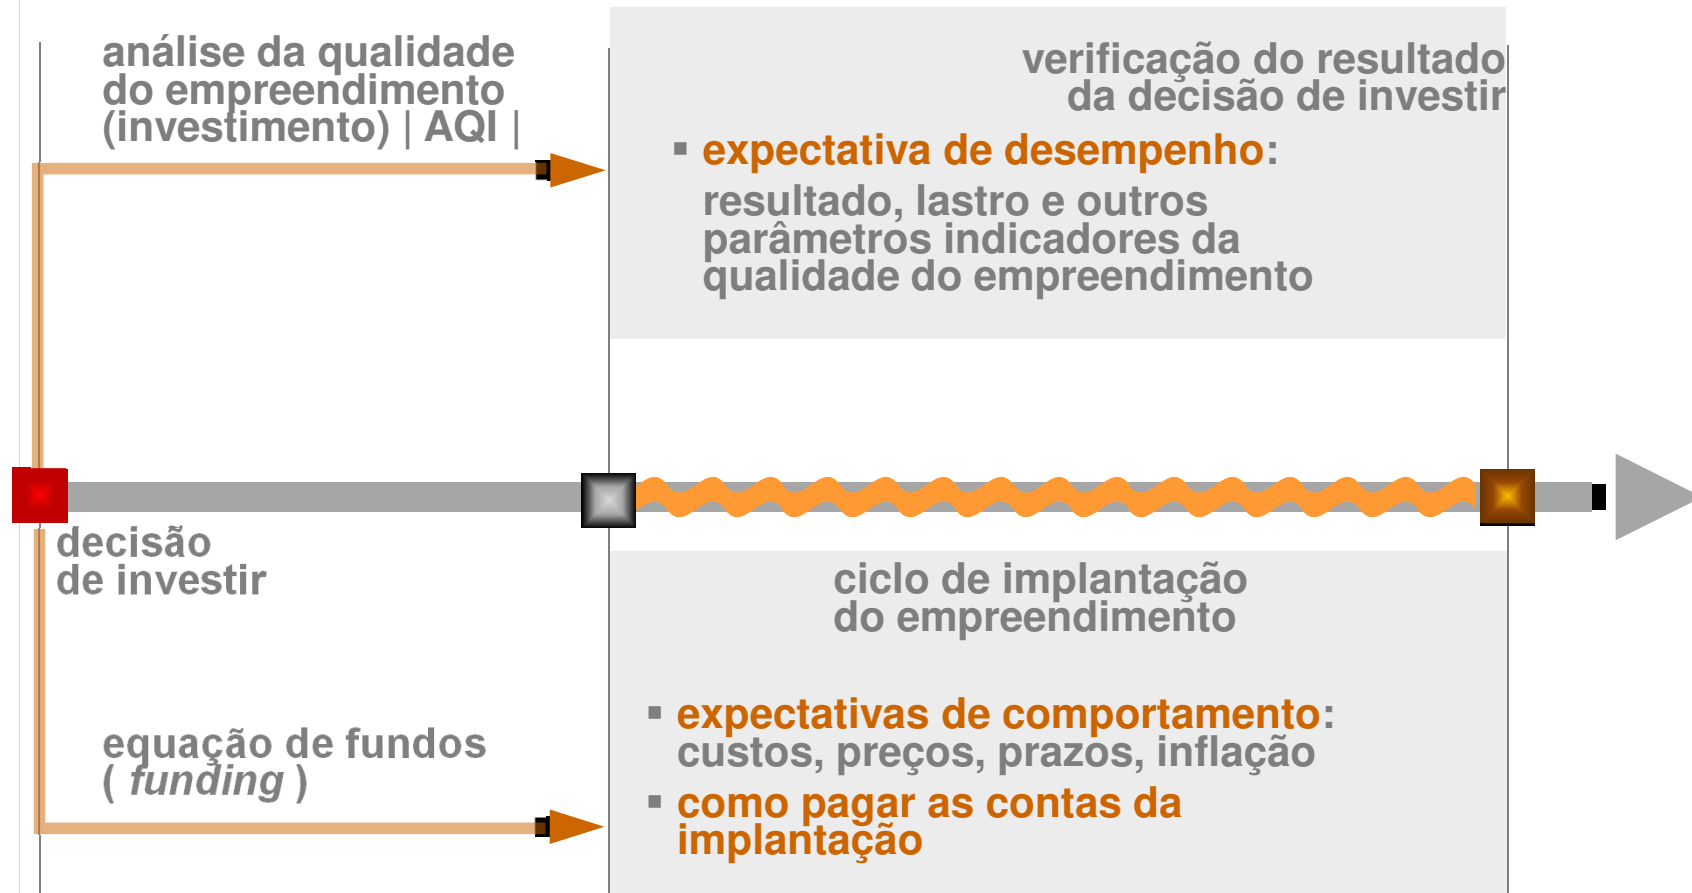 análise da qualidade
do empreendimento
(investimento) | AQI |
verificação do resultado
da decisão de investir
▪ expectativa de desempenho:
resultado, lastro e outros
parâmetros indicadores da
qualidade do empreendimento
decisão
de investir
ciclo de implantação
do empreendimento
equação de fundos
( funding )
▪ expectativas de comportamento:
custos, preços, prazos, inflação
▪ como pagar as contas da
implantação